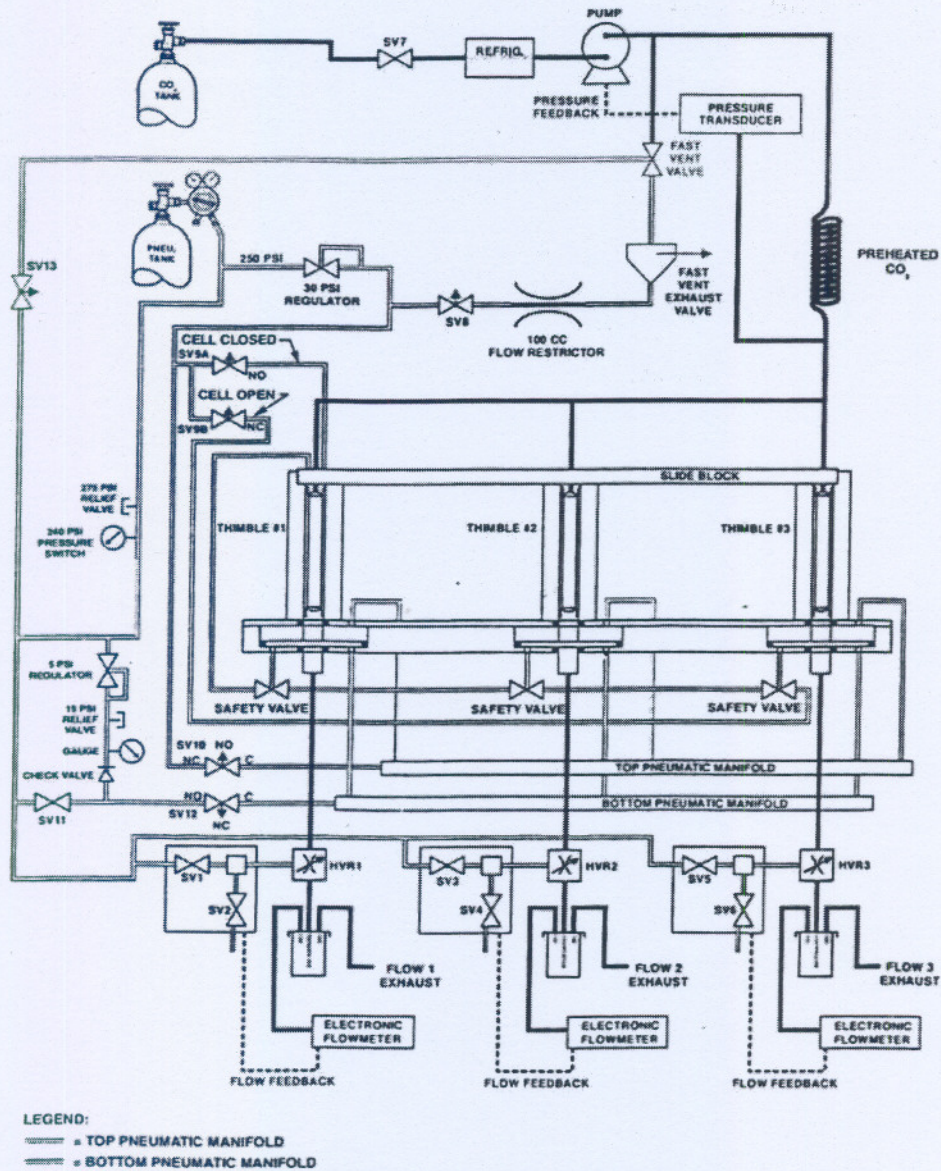 PUMP
SV7
REFRIG.
CO₂
TANK
PRESSURE
FEEDBACK
PRESSURE
TRANSDUCER
FAST
VENT
VALVE
PNEU.
TANK
SV13
250 PSI
30 PSI
REGULATOR
SV8
100 CC
FLOW RESTRICTOR
FAST
VENT
EXHAUST
VALVE
PREHEATED
CO₂
CELL CLOSED
SV9A
NO
CELL OPEN
SV9B
NC
SLIDE BLOCK
275 PSI
RELIEF
VALVE
240 PSI
PRESSURE
SWITCH
THIMBLE #1
THIMBLE #2
THIMBLE #3
5 PSI
REGULATOR
SAFETY VALVE
SAFETY VALVE
SAFETY VALVE
15 PSI
RELIEF
VALVE
GAUGE
SV10
NO
NC
C
TOP PNEUMATIC MANIFOLD
CHECK VALVE
NO
C
BOTTOM PNEUMATIC MANIFOLD
SV11
SV12
NC
SV1
HVR1
SV3
HVR2
SV5
HVR3
SV2
SV4
SV6
FLOW 1
EXHAUST
FLOW 2
EXHAUST
FLOW 3
EXHAUST
ELECTRONIC
FLOWMETER
ELECTRONIC
FLOWMETER
ELECTRONIC
FLOWMETER
FLOW FEEDBACK
FLOW FEEDBACK
FLOW FEEDBACK
LEGEND:
= TOP PNEUMATIC MANIFOLD
= BOTTOM PNEUMATIC MANIFOLD